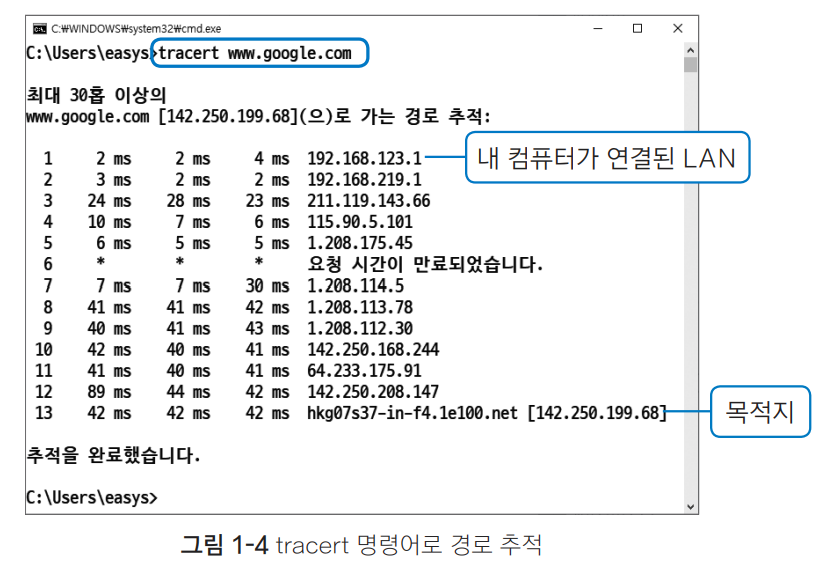 C:₩WINDOWS₩system32₩cmd.exe
C:\Users\easys>tracert www.google.com
최대 30홉 이상의
www.google.com [142.250.199.68](으)로 가는 경로 추적:
1 2 ms 2 ms 4 ms 192.168.123.1 내 컴퓨터가 연결된 LAN
2 3 ms 2 ms 2 ms 192.168.219.1
3 24 ms 28 ms 23 ms 211.119.143.66
4 10 ms 7 ms 6 ms 115.90.5.101
5 6 ms 5 ms 5 ms 1.208.175.45
6 * * * 요청 시간이 만료되었습니다.
7 7 ms 7 ms 30 ms 1.208.114.5
8 41 ms 41 ms 42 ms 1.208.113.78
9 40 ms 41 ms 43 ms 1.208.112.30
10 42 ms 40 ms 41 ms 142.250.168.244
11 41 ms 40 ms 41 ms 64.233.175.91
12 89 ms 44 ms 42 ms 142.250.208.147
13 42 ms 42 ms 42 ms hkg07s37-in-f4.1e100.net [142.250.199.68] 목적지
추적을 완료했습니다.
C:\Users\easys>
그림 1-4 tracert 명령어로 경로 추적